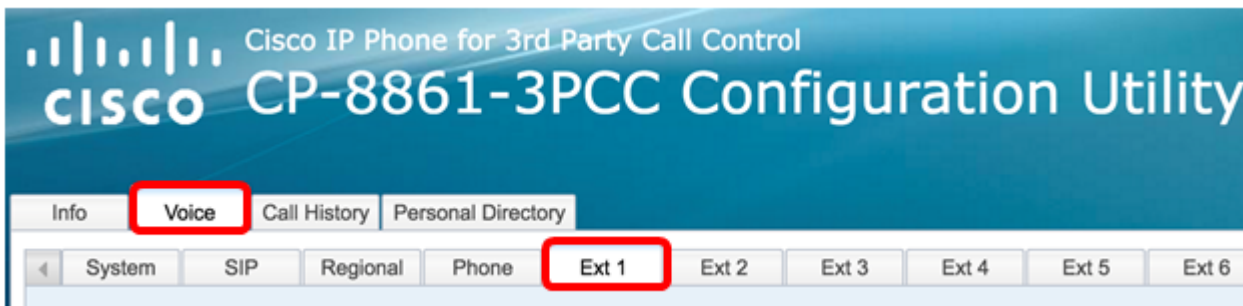 Cisco IP Phone for 3rd Party Call Control
CISCO CP-8861-3PCC Configuration Utility
Info Voice Call History Personal Directory
System SIP Regional Phone Ext 1 Ext 2 Ext 3 Ext 4 Ext 5 Ext 6